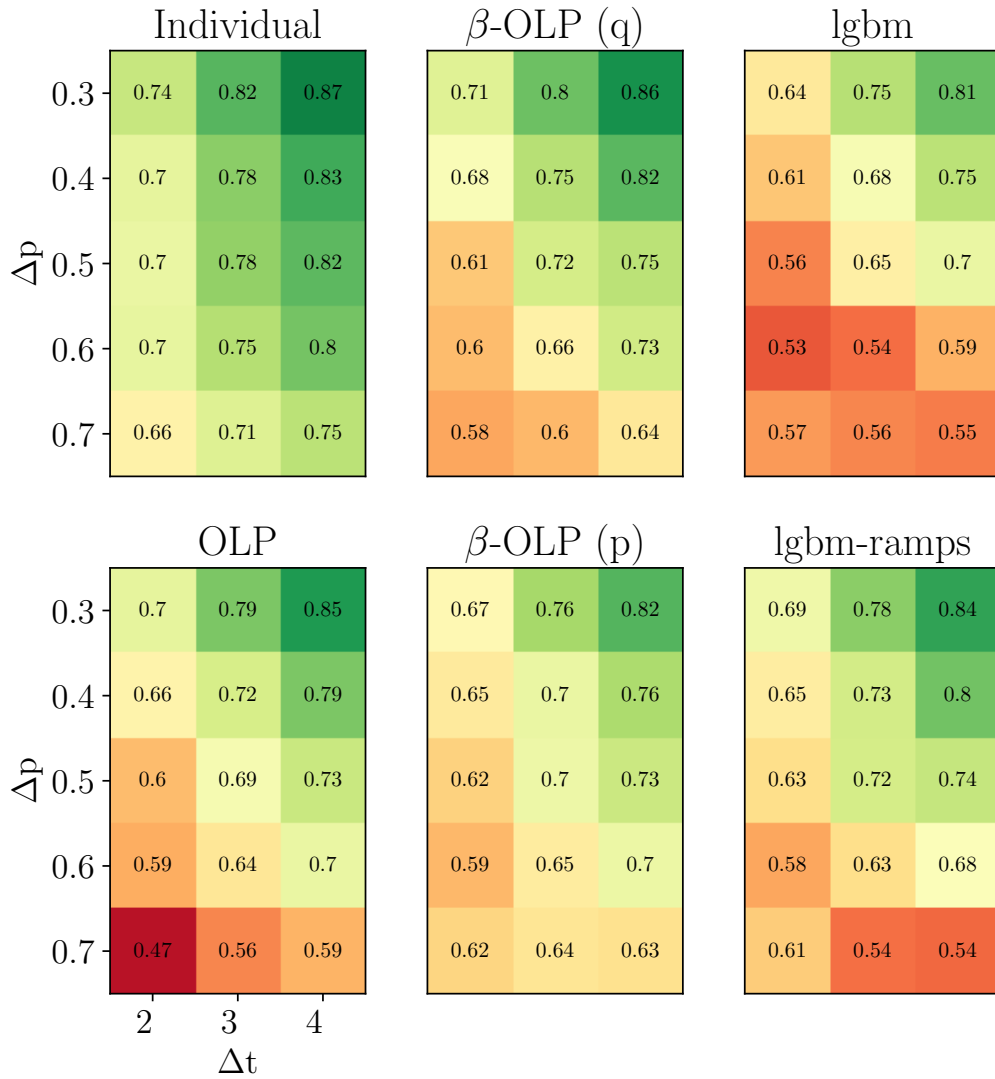 Individual β-OLP (q) lgbm
0.3 0.74 0.82 0.87 0.71 0.8 0.86 0.64 0.75 0.81
0.4 0.7 0.78 0.83 0.68 0.75 0.82 0.61 0.68 0.75
Δp 0.5 0.7 0.78 0.82 0.61 0.72 0.75 0.56 0.65 0.7
0.6 0.7 0.75 0.8 0.6 0.66 0.73 0.53 0.54 0.59
0.7 0.66 0.71 0.75 0.58 0.6 0.64 0.57 0.56 0.55
OLP β-OLP (p) lgbm-ramps
0.3 0.7 0.79 0.85 0.67 0.76 0.82 0.69 0.78 0.84
0.4 0.66 0.72 0.79 0.65 0.7 0.76 0.65 0.73 0.8
Δp 0.5 0.6 0.69 0.73 0.62 0.7 0.73 0.63 0.72 0.74
0.6 0.59 0.64 0.7 0.59 0.65 0.7 0.58 0.63 0.68
0.7 0.47 0.56 0.59 0.62 0.64 0.63 0.61 0.54 0.54
2 3 4
Δt